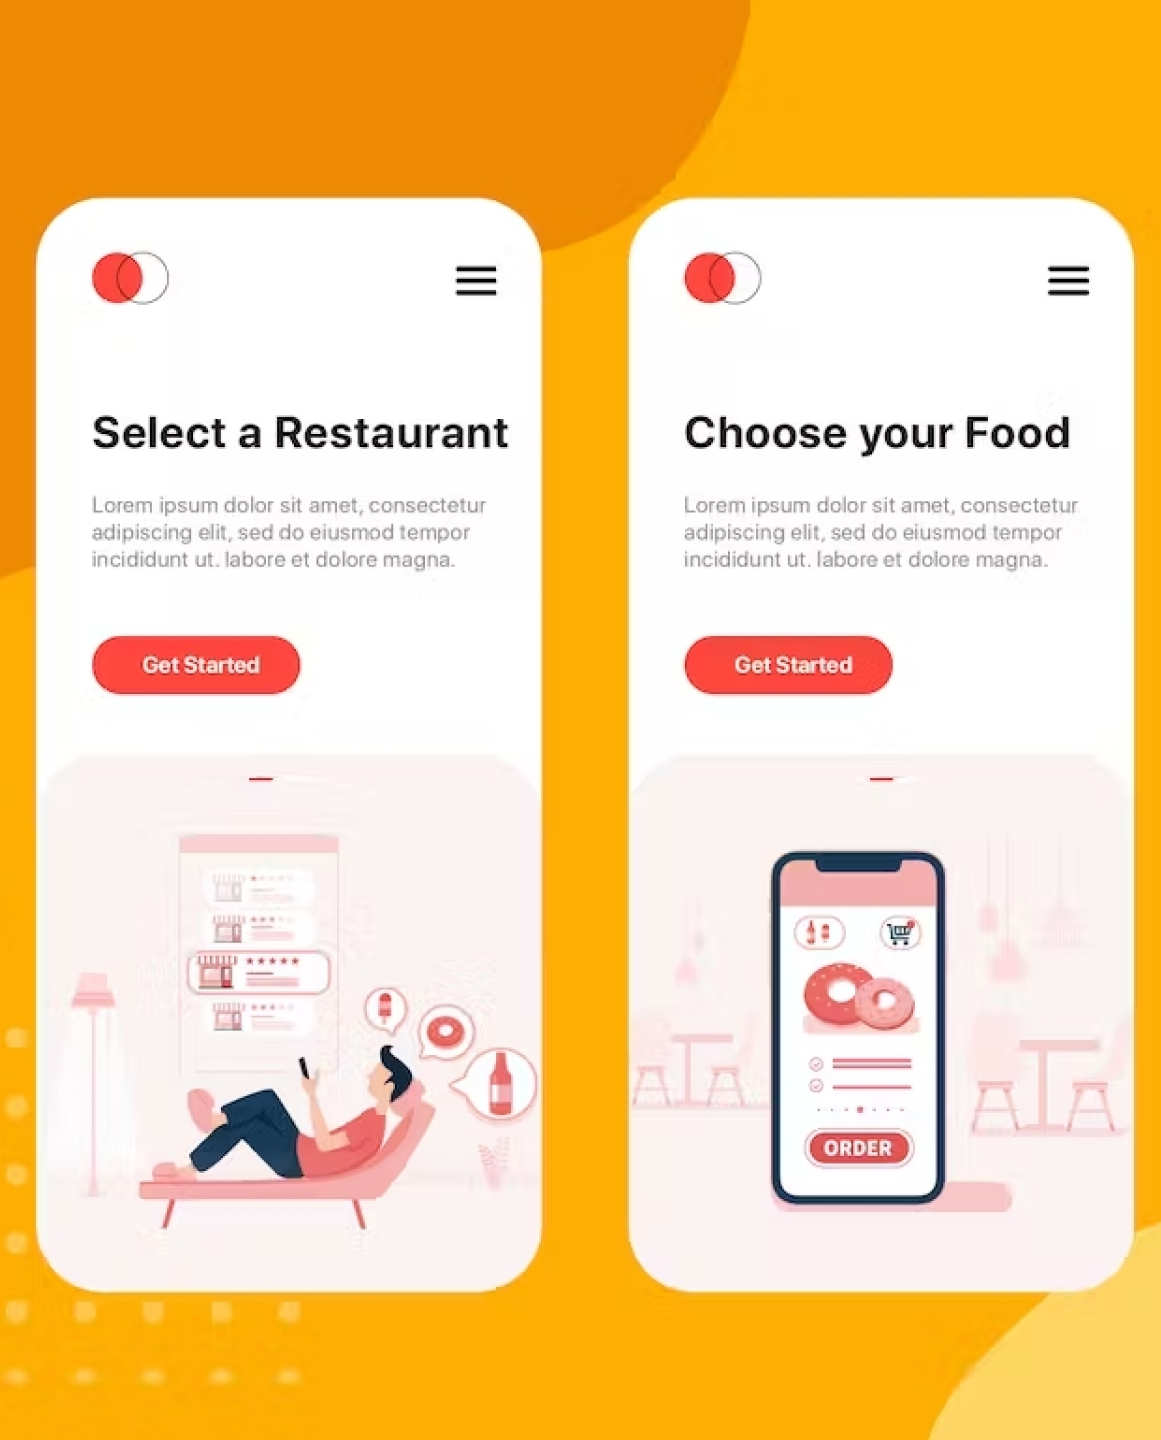 Select a Restaurant
Lorem ipsum dolor sit amet, consectetur
adipiscing elit, sed do eiusmod tempor
incididunt ut. labore et dolore magna.
Get Started
Choose your Food
Lorem ipsum dolor sit amet, consectetur
adipiscing elit, sed do eiusmod tempor
incididunt ut. labore et dolore magna.
Get Started
ORDER